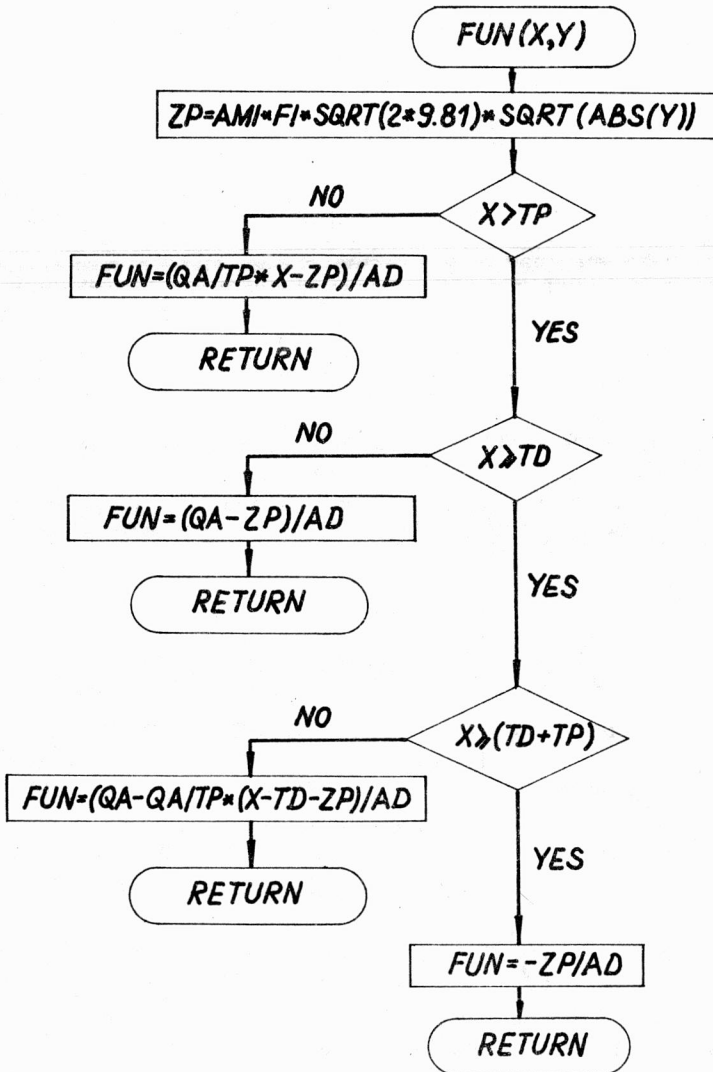 FUN(X,Y)
ZP=AMI*FI*SQRT(2*9.81)*SQRT(ABS(Y))
NO
X>TP
FUN=(QA/TP*X-ZP)/AD
YES
RETURN
NO
X⩾TD
FUN=(QA-ZP)/AD
YES
RETURN
NO
X⩾(TD+TP)
FUN=(QA-QA/TP*(X-TD-ZP)/AD
YES
RETURN
FUN=-ZP/AD
RETURN